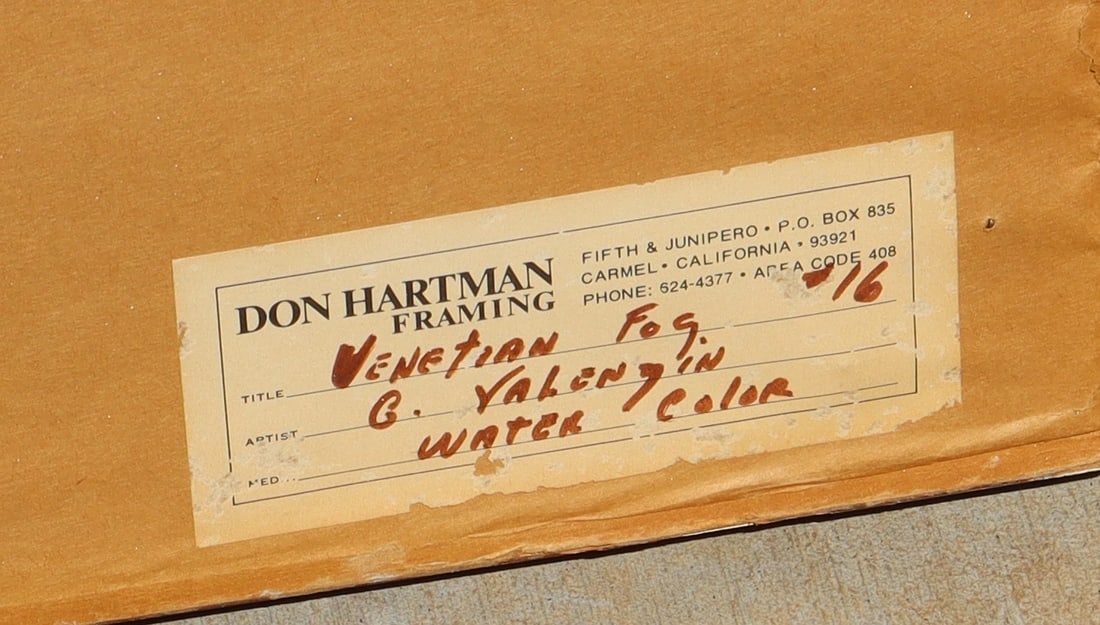 DON HARTMAN
FRAMING
FIFTH & JUNIPERO • P.O. BOX 835
CARMEL • CALIFORNIA • 93921
PHONE: 624-4377 • AREA CODE 408
#16
TITLE VENETIAN FOG
ARTIST G. VALENTIN
MED. WATER COLOR